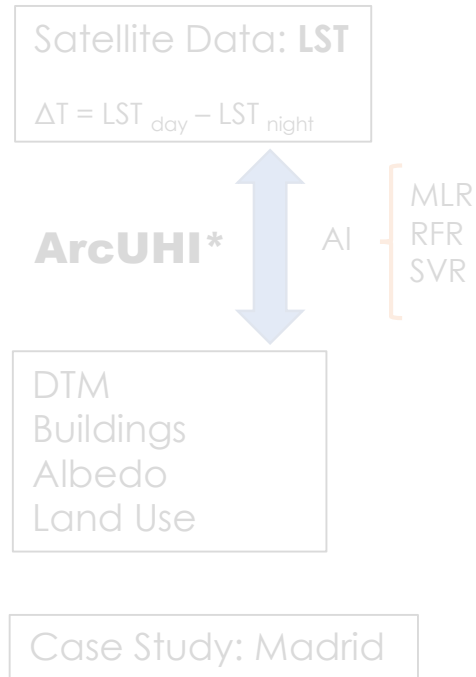 Satellite Data: LST
ΔT = LST day – LST night
ArcUHI*
AI
MLR
RFR
SVR
DTM
Buildings
Albedo
Land Use
Case Study: Madrid